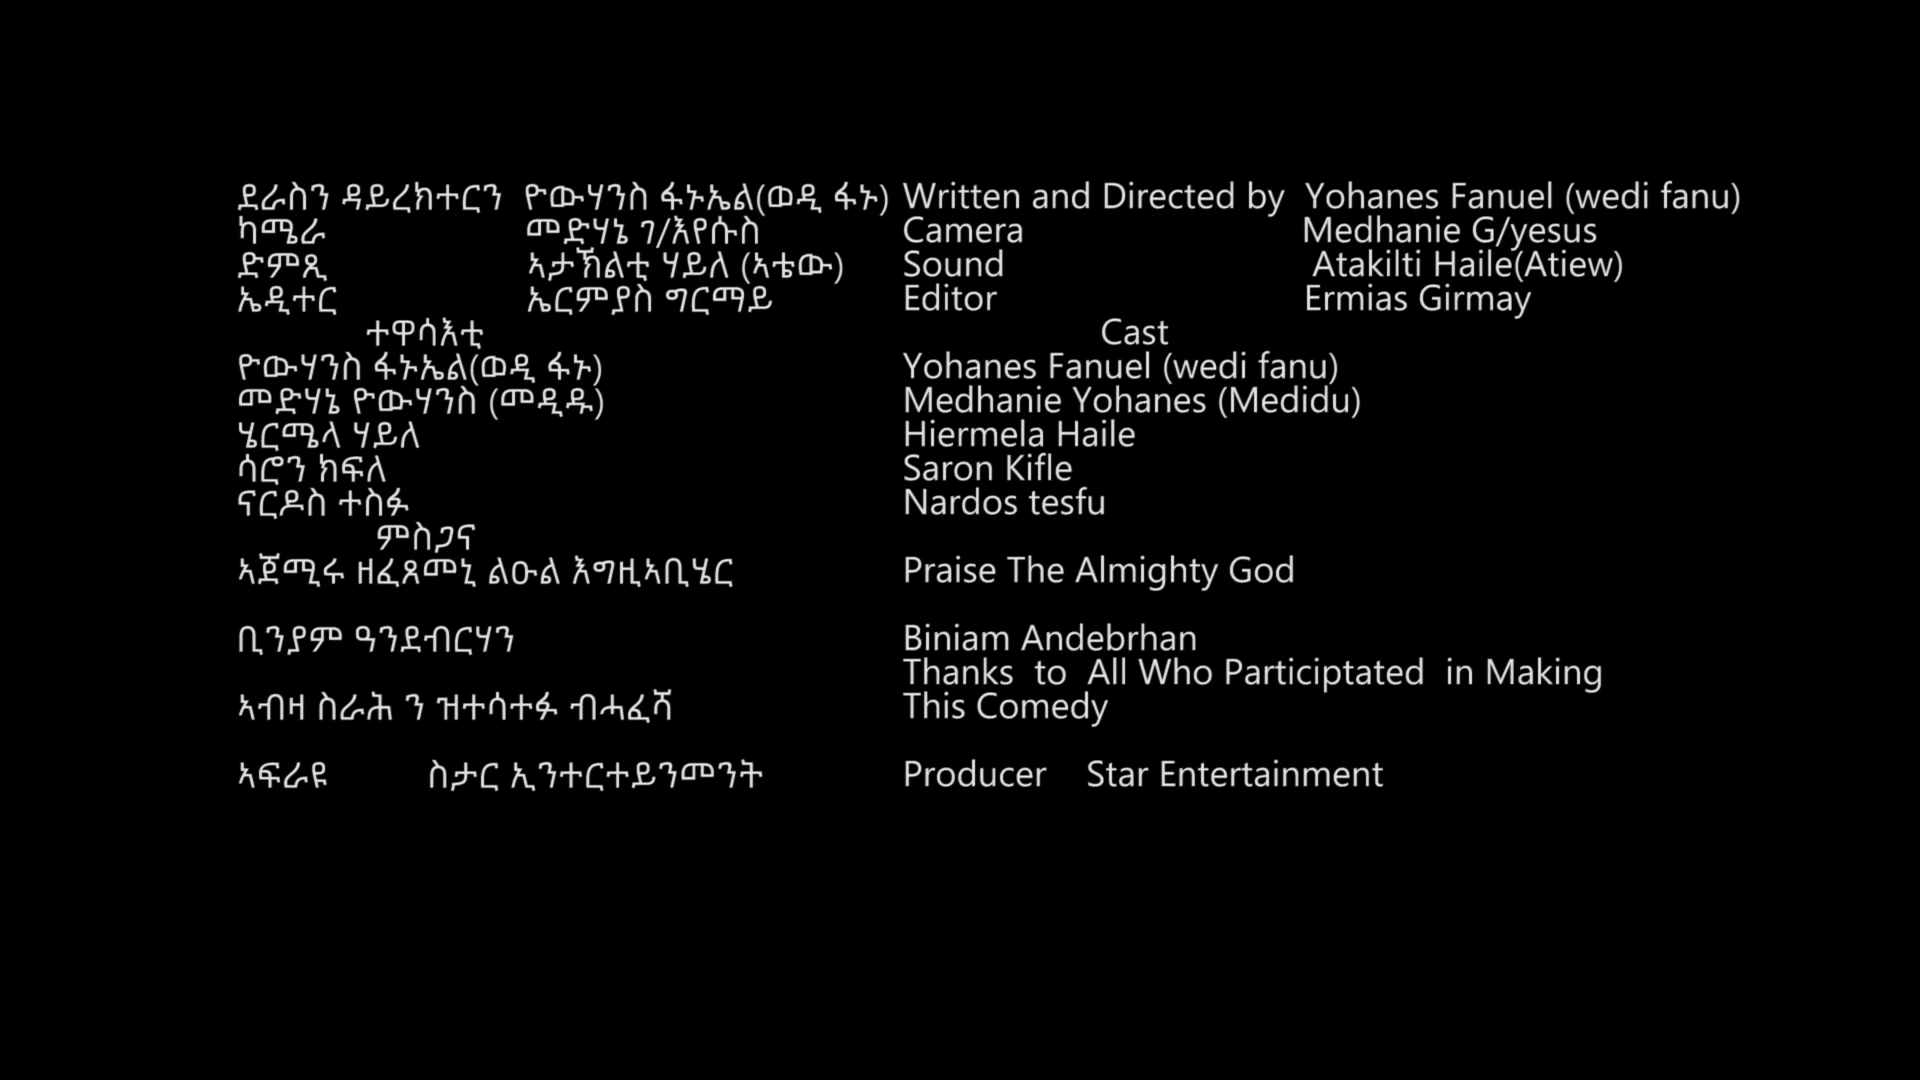 ደራስን ዳይረክተርን ዮውሃንስ ፋኑኤል(ወዲ ፋኑ) Written and Directed by Yohanes Fanuel (wedi fanu)
ካሜራ መድሃኔ ገ/እየሱስ Camera Medhanie G/yesus
ድምጺ ኣታኽልቲ ሃይለ (ኣቴው) Sound Atakilti Haile(Atiew)
ኤዲተር ኤርምያስ ግርማይ Editor Ermias Girmay
ተዋሳእቲ Cast
ዮውሃንስ ፋኑኤል(ወዲ ፋኑ) Yohanes Fanuel (wedi fanu)
መድሃኔ ዮውሃንስ (መዲዱ) Medhanie Yohanes (Medidu)
ሄርሜላ ሃይለ Hiermela Haile
ሳሮን ክፍለ Saron Kifle
ናርዶስ ተስፉ Nardos tesfu
ምስጋና
ኣጀሚሩ ዘፈጸመኒ ልዑል እግዚኣቢሄር Praise The Almighty God
ቢንያም ዓንደብርሃን Biniam Andebrhan
Thanks to All Who Participtated in Making
ኣብዛ ስራሕ ን ዝተሳተፉ ብሓፈሻ This Comedy
ኣፍራዪ ስታር ኢንተርተይንመንት Producer Star Entertainment